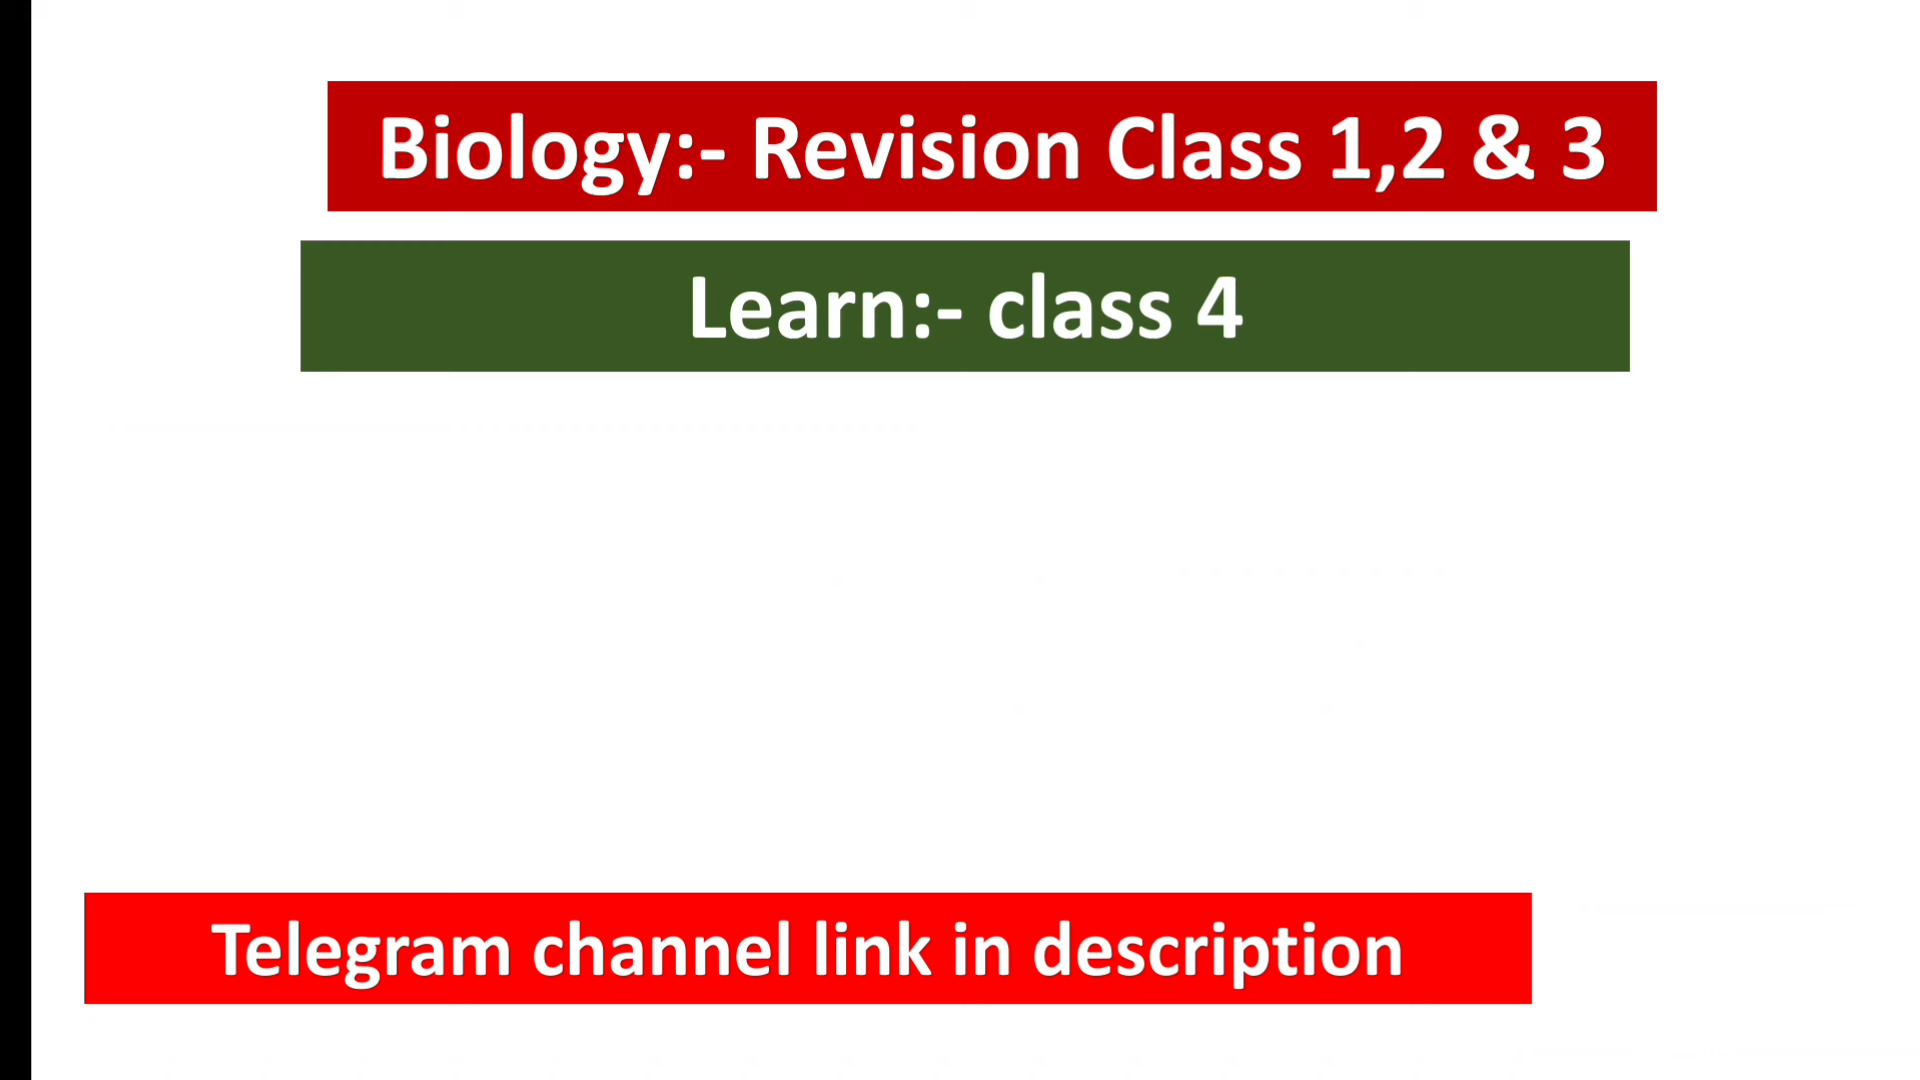 Biology:- Revision Class 1,2 & 3
Learn:- class 4
Telegram channel link in description